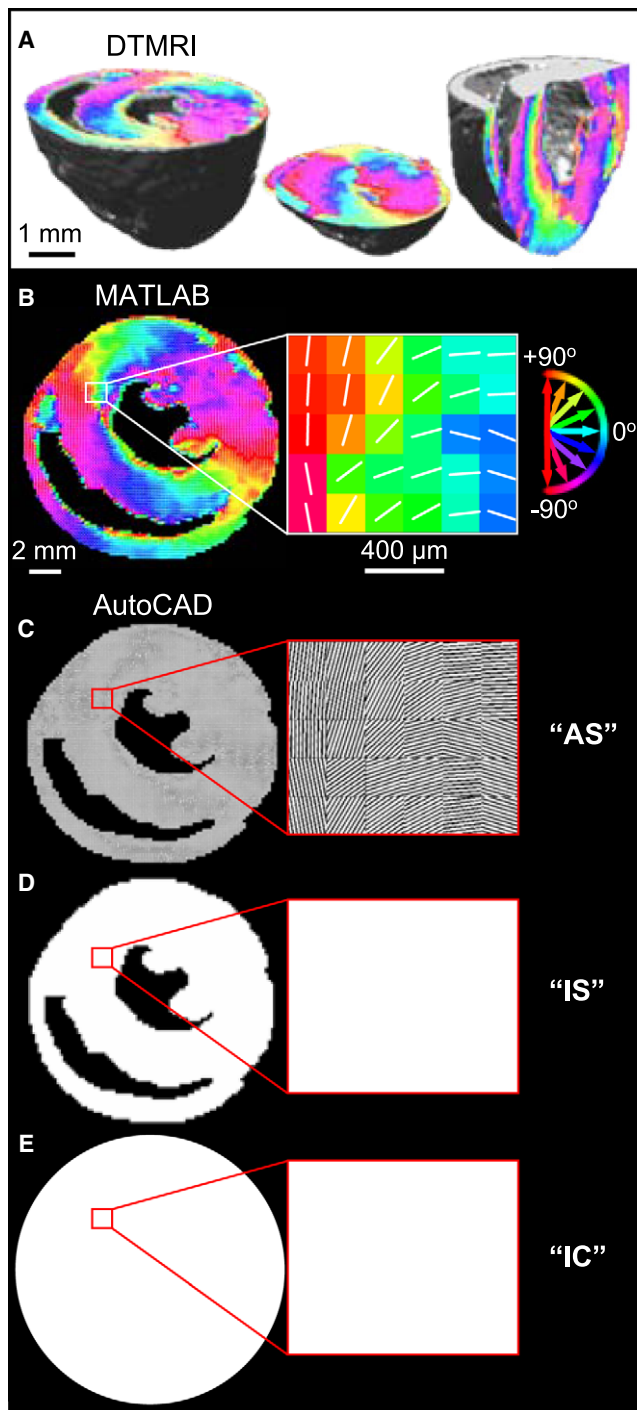 A
DTMRI
1 mm
B
MATLAB
+90°
0°
-90°
2 mm
400 μm
AutoCAD
C
“AS”
D
“IS”
E
“IC”